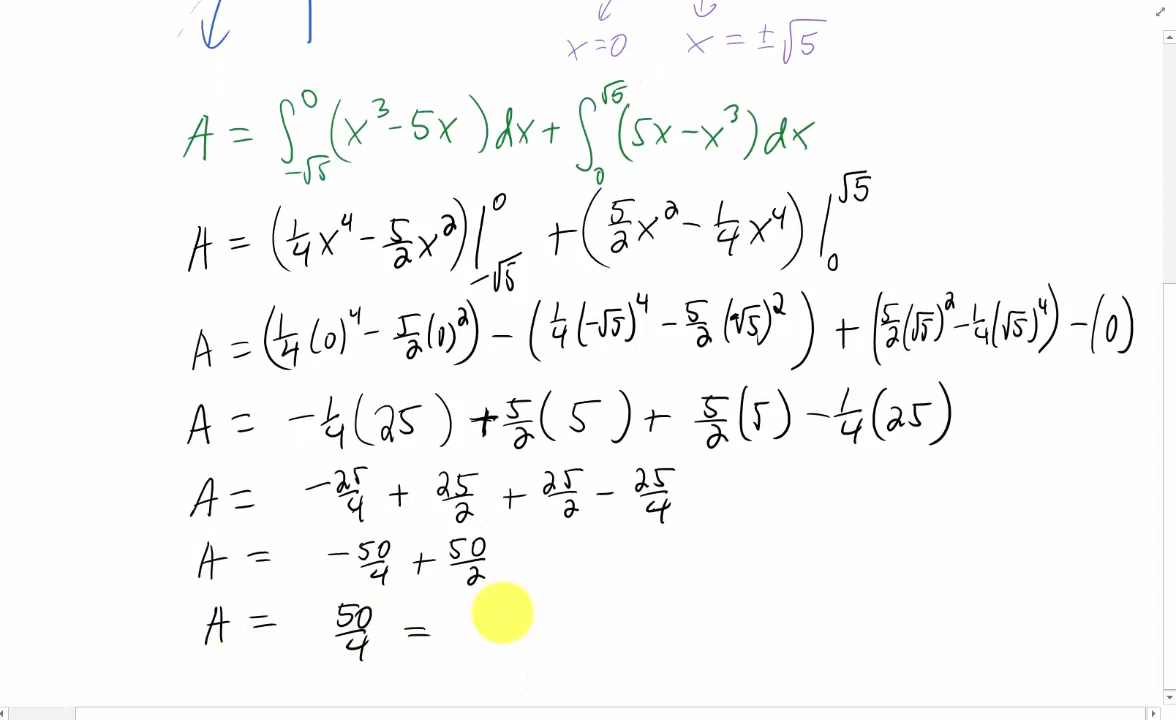 x=0 x = ±√5
A = ∫_{-√5}^{0} (x³ - 5x) dx + ∫_{0}^{√5} (5x - x³) dx
A = (1/4 x⁴ - 5/2 x²) |_{-√5}^{0} + (5/2 x² - 1/4 x⁴) |_{0}^{√5}
A = (1/4 (0)⁴ - 5/2 (0)²) - (1/4 (-√5)⁴ - 5/2 (-√5)²) + (5/2 (√5)² - 1/4 (√5)⁴) - (0)
A = -1/4 (25) + 5/2 (5) + 5/2 (5) - 1/4 (25)
A = -25/4 + 25/2 + 25/2 - 25/4
A = -50/4 + 50/2
A = 50/4 =